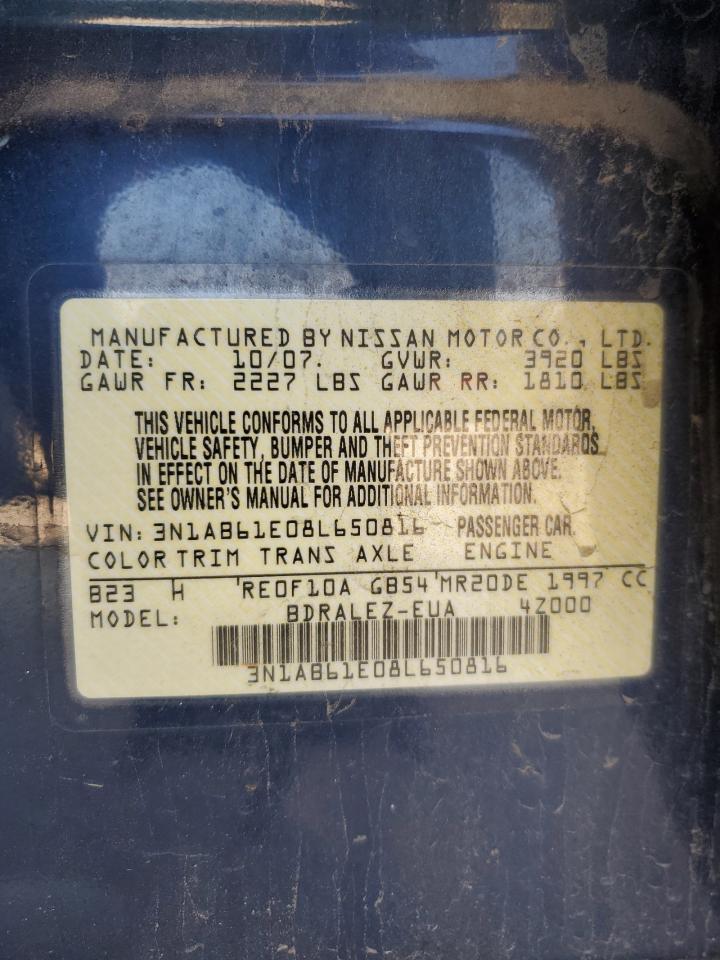 MANUFACTURED BY NISSAN MOTOR CO., LTD.
DATE: 10/07. GVWR: 3920 LBS
GAWR FR: 2227 LBS GAWR RR: 1810 LBS
THIS VEHICLE CONFORMS TO ALL APPLICABLE FEDERAL MOTOR,
VEHICLE SAFETY, BUMPER AND THEFT PREVENTION STANDARDS
IN EFFECT ON THE DATE OF MANUFACTURE SHOWN ABOVE.
SEE OWNER'S MANUAL FOR ADDITIONAL INFORMATION.
VIN: 3N1AB61E08L650816 PASSENGER CAR.
COLOR TRIM TRANS AXLE ENGINE
B23 H 'RE0F10A GB54'MR20DE 1997 CC
MODEL: BDRALEZ-EUA 4Z000
3N1AB61E08L650816